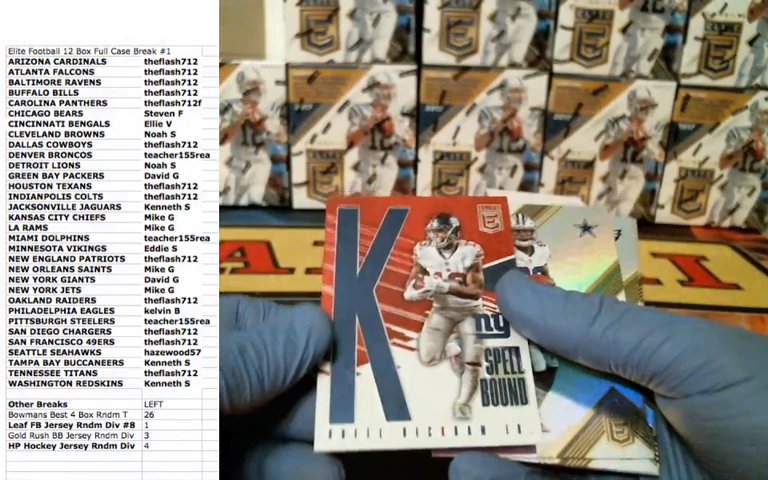 Elite Football 12 Box Full Case Break #1
ARIZONA CARDINALS theflash712
ATLANTA FALCONS theflash712
BALTIMORE RAVENS theflash712
BUFFALO BILLS theflash712
CAROLINA PANTHERS theflash712f
CHICAGO BEARS Steven F
CINCINNATI BENGALS Ellie V
CLEVELAND BROWNS Noah S
DALLAS COWBOYS theflash712
DENVER BRONCOS teacher155rea
DETROIT LIONS Noah S
GREEN BAY PACKERS David G
HOUSTON TEXANS theflash712
INDIANPOLIS COLTS theflash712
JACKSONVILLE JAGUARS Kenneth S
KANSAS CITY CHIEFS Mike G
LA RAMS Mike G
MIAMI DOLPHINS teacher155rea
MINNESOTA VIKINGS Eddie S
NEW ENGLAND PATRIOTS theflash712
NEW ORLEANS SAINTS Mike G
NEW YORK GIANTS David G
NEW YORK JETS Mike G
OAKLAND RAIDERS theflash712
PHILADELPHIA EAGLES kelvin B
PITTSBURGH STEELERS teacher155rea
SAN DIEGO CHARGERS theflash712
SAN FRANCISCO 49ERS theflash712
SEATTLE SEAHAWKS hazewood57
TAMPA BAY BUCCANEERS Kenneth S
TENNESSEE TITANS theflash712
WASHINGTON REDSKINS Kenneth S
Other Breaks LEFT
Bowmans Best 4 Box Rndm T 26
Leaf FB Jersey Rndm Div #8 1
Gold Rush BB Jersey Rndm Div 3
HP Hockey Jersey Rndm Div 4
K
ny
SPELL
BOUND
ODELL BECKHAM JR.